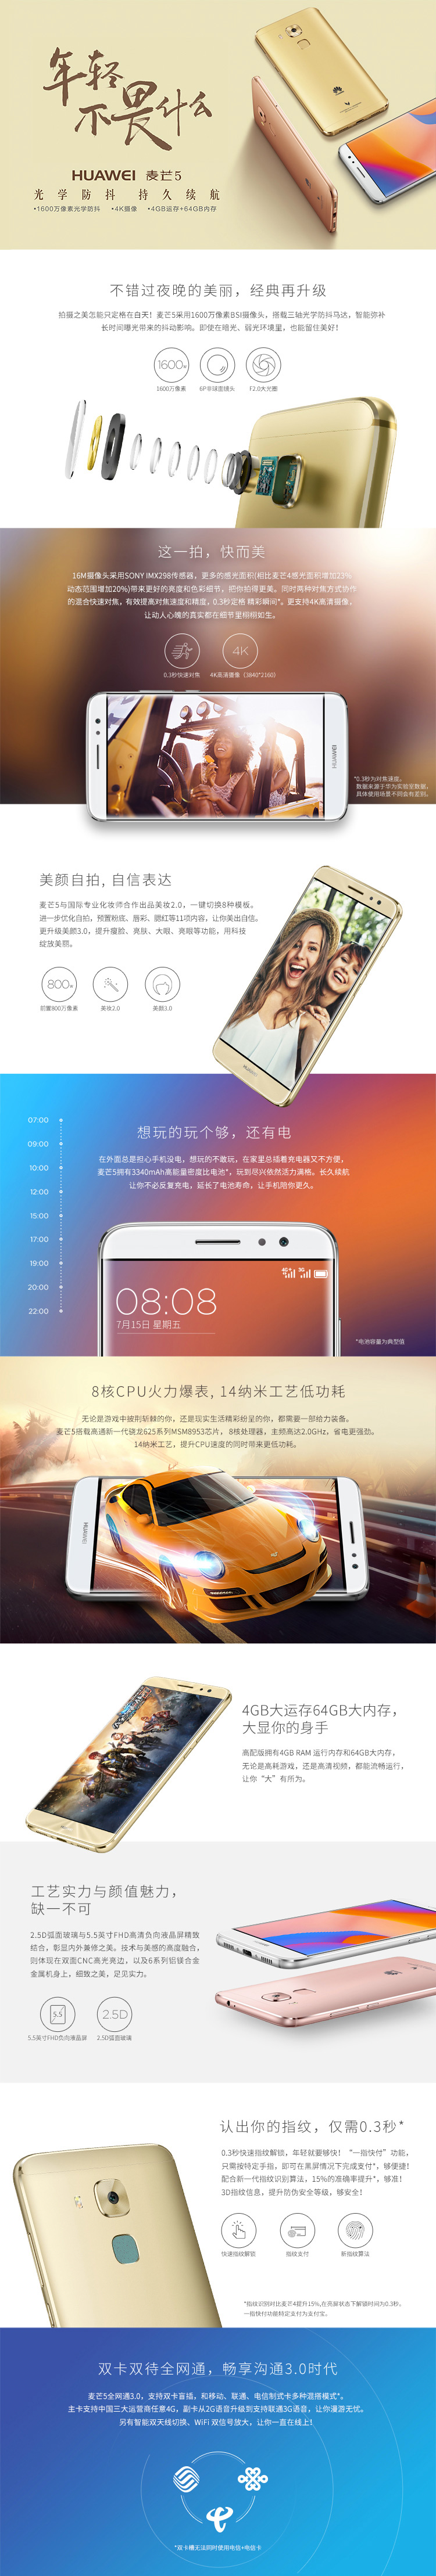 年轻
不畏什么
HUAWEI 麦芒5
光学防抖 持久续航
•1600万像素光学防抖 •4K摄像 •4GB运存+64GB内存
不错过夜晚的美丽，经典再升级
拍摄之美怎能只定格在白天！麦芒5采用1600万像素BSI摄像头，搭载三轴光学防抖马达，智能弥补
长时间曝光带来的抖动影响。即使在暗光、弱光环境里，也能留住美好！
1600万
1600万像素 6P非球面镜头 F2.0大光圈
这一拍，快而美
16M摄像头采用SONY IMX298传感器，更多的感光面积(相比麦芒4感光面积增加23%
动态范围增加20%)带来更好的亮度和色彩细节，把你拍得更美。同时两种对焦方式协作
的混合快速对焦，有效提高对焦速度和精度，0.3秒定格 精彩瞬间*。更支持4K高清摄像，
让动人心魄的真实都在细节里栩栩如生。
4K
0.3秒快速对焦 4K高清摄像（3840*2160）
HUAWEI
*0.3秒为对焦速度。
数据来源于华为实验室数据，
具体使用场景不同会有差别。
美颜自拍, 自信表达
麦芒5与国际专业化妆师合作出品美妆2.0，一键切换8种模板。
进一步优化自拍，预置粉底、唇彩、腮红等11项内容，让你美出自信。
更升级美颜3.0，提升瘦脸、亮肤、大眼、亮眼等功能，用科技
绽放美丽。
800万
前置800万像素 美妆2.0 美颜3.0
HUAWEI
07:00
09:00
10:00
12:00
15:00
17:00
19:00
20:00
22:00
想玩的玩个够，还有电
在外面总是担心手机没电，想玩的不敢玩，在家里总插着充电器又不方便，
麦芒5拥有3340mAh高能量密度比电池*，玩到尽兴依然活力满格。长久续航
让你不必反复充电，延长了电池寿命，让手机陪你更久。
4G 3G
08:08
7月15日 星期五
*电池容量为典型值
8核CPU火力爆表, 14纳米工艺低功耗
无论是游戏中披荆斩棘的你，还是现实生活精彩纷呈的你，都需要一部给力装备。
麦芒5搭载高通新一代骁龙625系列MSM8953芯片， 8核处理器，主频高达2.0GHz，省电更强劲。
14纳米工艺，提升CPU速度的同时带来更低功耗。
HUAWEI
4GB大运存64GB大内存，
大显你的身手
高配版拥有4GB RAM 运行内存和64GB大内存，
无论是高耗游戏，还是高清视频，都能流畅运行，
让你“大”有所为。
工艺实力与颜值魅力，
缺一不可
2.5D弧面玻璃与5.5英寸FHD高清负向液晶屏精致
结合，彰显内外兼修之美。技术与美感的高度融合，
则体现在双面CNC高光亮边，以及6系列铝镁合金
金属机身上，细致之美，足见实力。
5.5 2.5D
5.5英寸FHD负向液晶屏 2.5D弧面玻璃
认出你的指纹，仅需0.3秒*
0.3秒快速指纹解锁，年轻就要够快！“一指快付”功能，
只需按特定手指，即可在黑屏情况下完成支付*，够便捷！
配合新一代指纹识别算法，15%的准确率提升*，够准！
3D指纹信息，提升防伪安全等级，够安全！
快速指纹解锁 指纹支付 新指纹算法
*指纹识别对比麦芒4提升15%,在亮屏状态下解锁时间为0.3秒。
一指快付功能特定支付为支付宝。
双卡双待全网通，畅享沟通3.0时代
麦芒5全网通3.0，支持双卡盲插，和移动、联通、电信制式卡多种混搭模式*。
主卡支持中国三大运营商任意4G，副卡从2G语音升级到支持联通3G语音，让你漫游无忧。
另有智能双天线切换、WiFi 双信号放大，让你一直在线上！
*双卡槽无法同时使用电信+电信卡